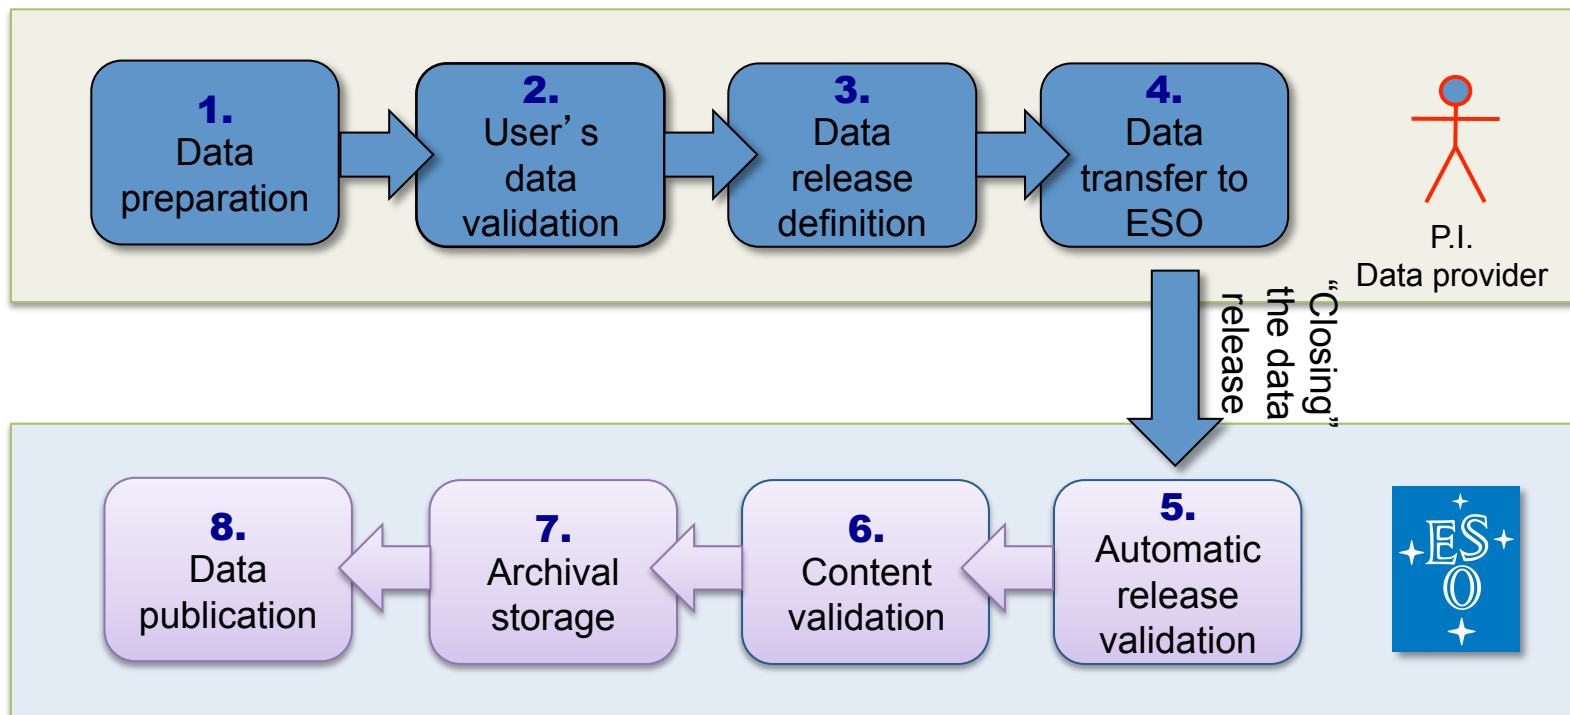 1.
Data
preparation
2.
User’s
data
validation
3.
Data
release
definition
4.
Data
transfer to
ESO
P.I.
Data provider
“Closing”
the data
release
5.
Automatic
release
validation
6.
Content
validation
7.
Archival
storage
8.
Data
publication
ES
O